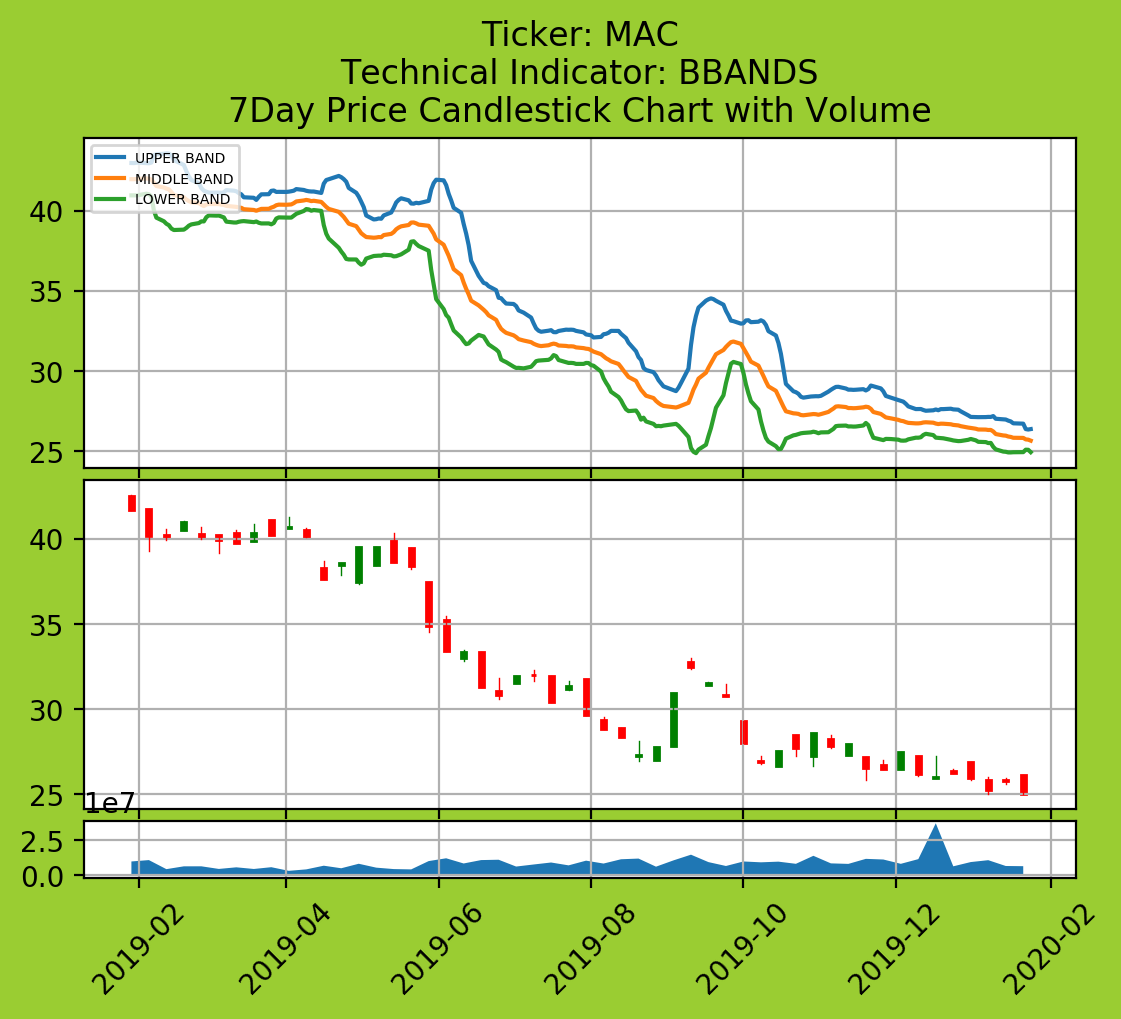 Ticker: MAC
Technical Indicator: BBANDS
7Day Price Candlestick Chart with Volume
UPPER BAND
MIDDLE BAND
LOWER BAND
40
35
30
25
40
35
30
25
1e7
2.5
0.0
2019-02
2019-04
2019-06
2019-08
2019-10
2019-12
2020-02